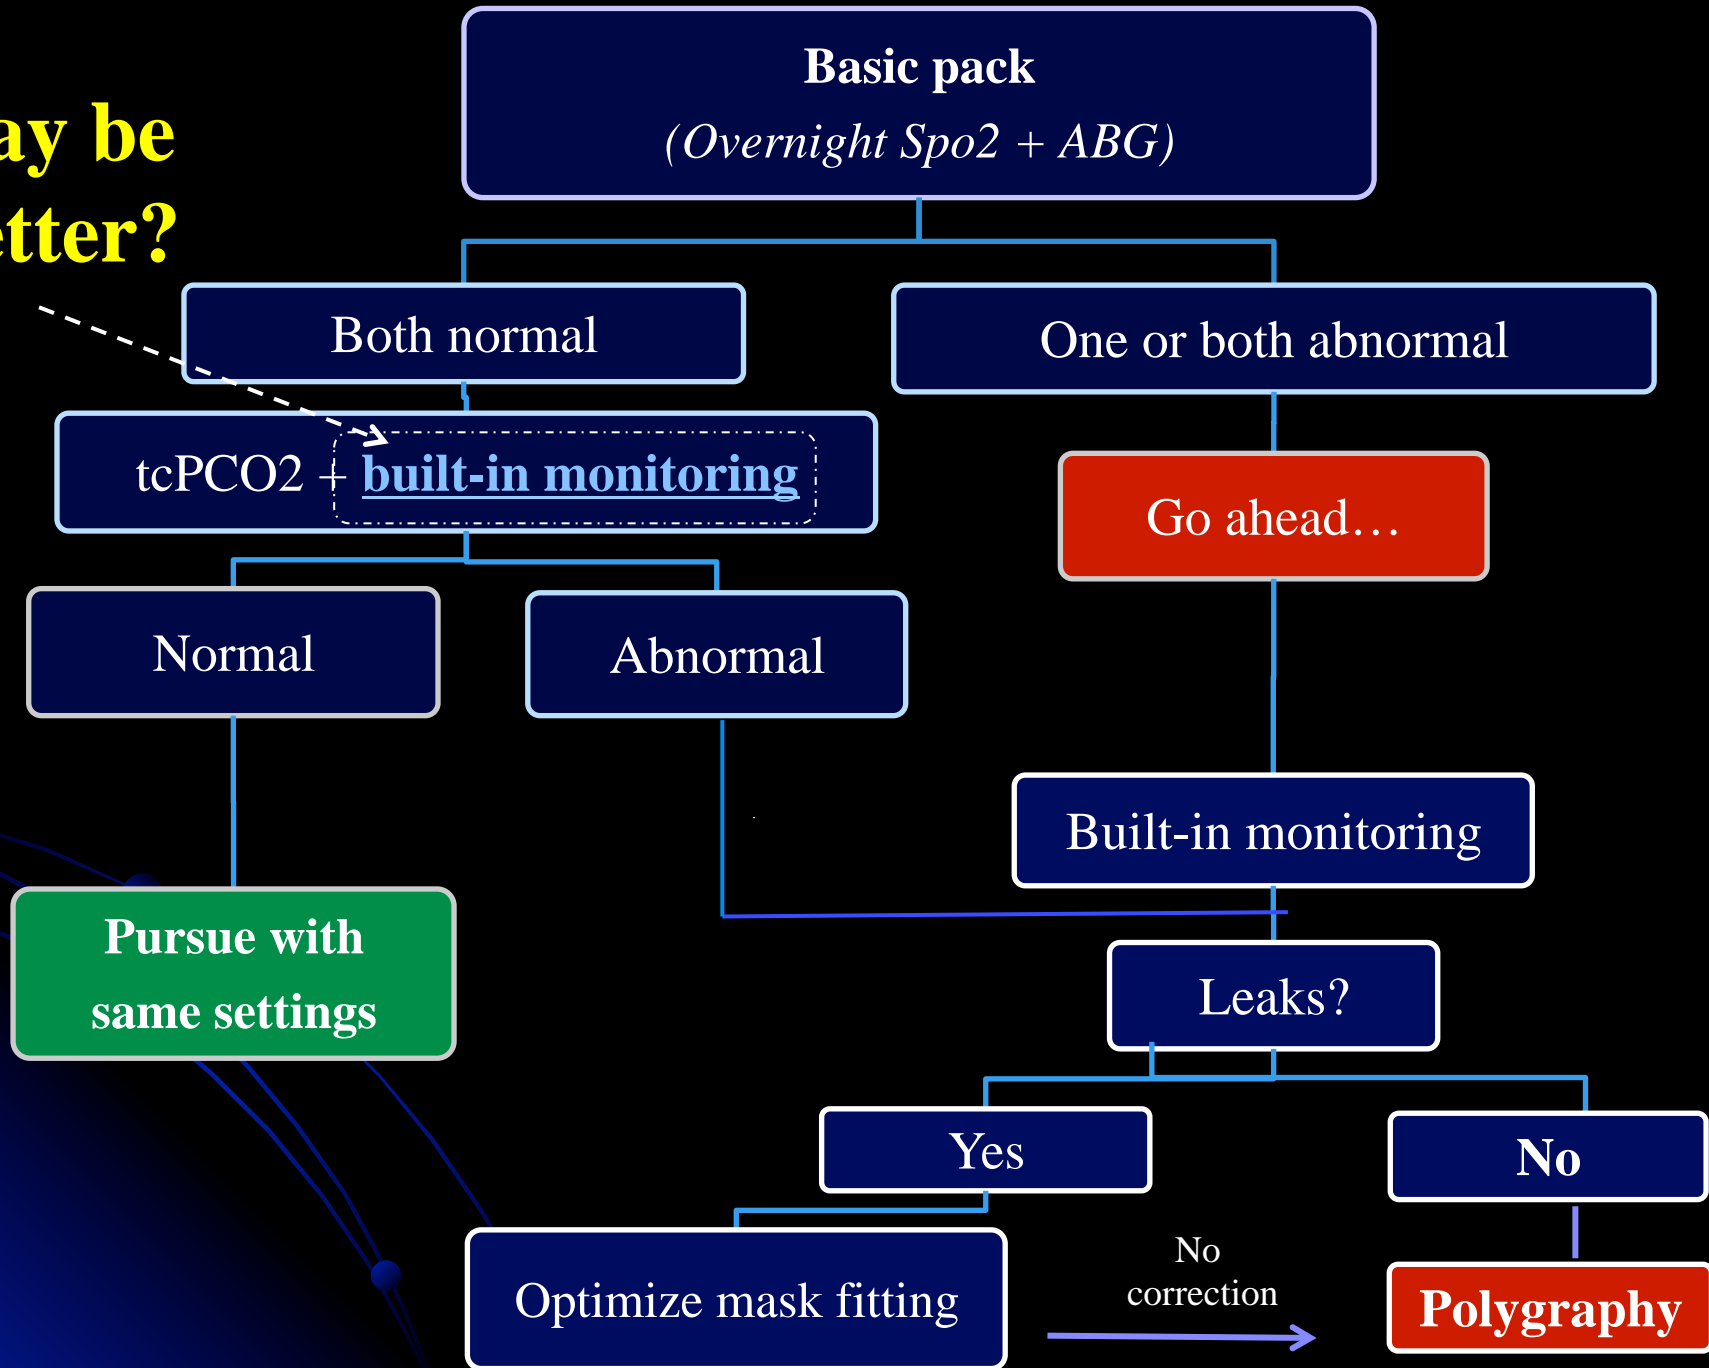 Basic pack
(Overnight Spo2 + ABG)
ay be
etter?
Both normal
One or both abnormal
tcPCO2 + built-in monitoring
Go ahead…
Normal
Abnormal
Built-in monitoring
Pursue with
same settings
Leaks?
Yes
No
Optimize mask fitting
No
correction
Polygraphy